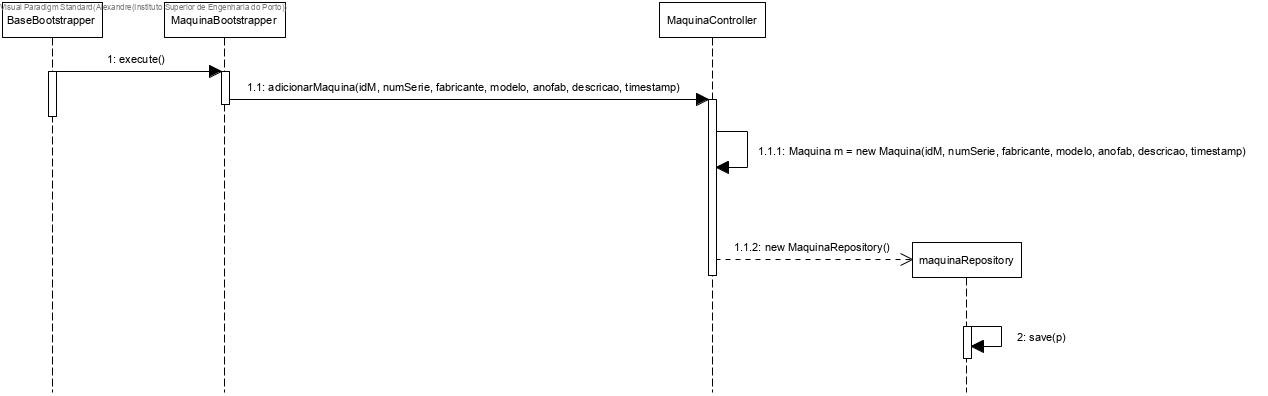 Visual Paradigm Standard(Alexandre(Instituto Superior de Engenharia do Porto))
BaseBootstrapper
MaquinaBootstrapper
MaquinaController
1: execute()
1.1: adicionarMaquina(idM, numSerie, fabricante, modelo, anofab, descricao, timestamp)
1.1.1: Maquina m = new Maquina(idM, numSerie, fabricante, modelo, anofab, descricao, timestamp)
1.1.2: new MaquinaRepository()
maquinaRepository
2: save(p)